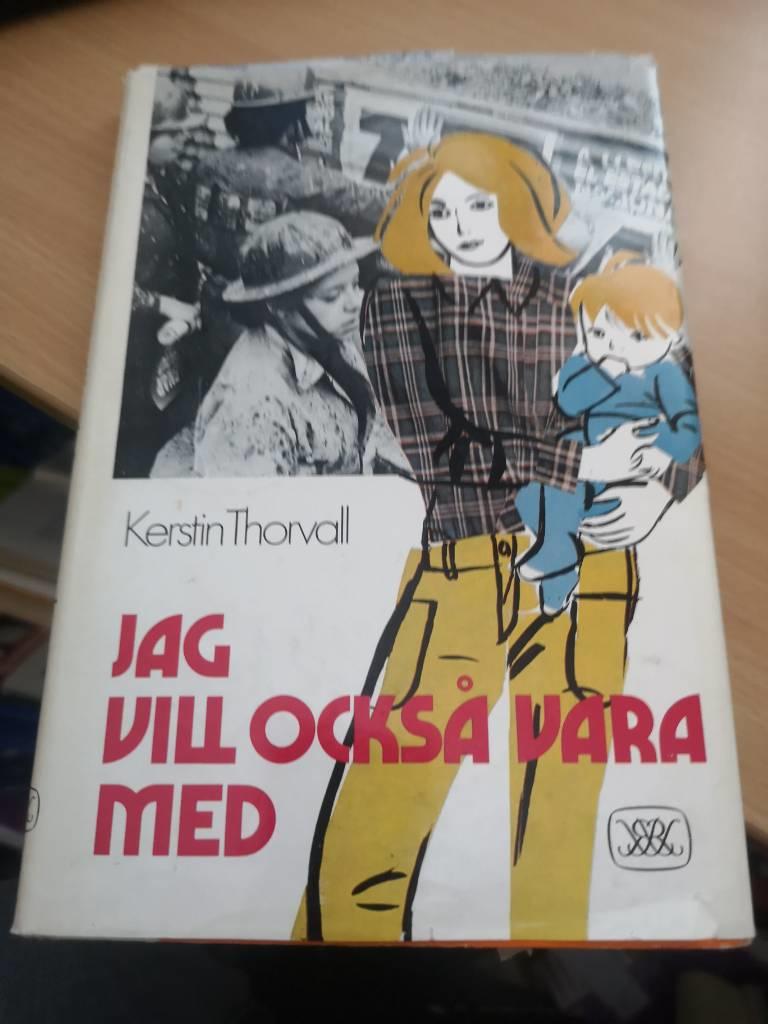 Kerstin Thorvall
JAG
VILL OCKSÅ VARA
MED